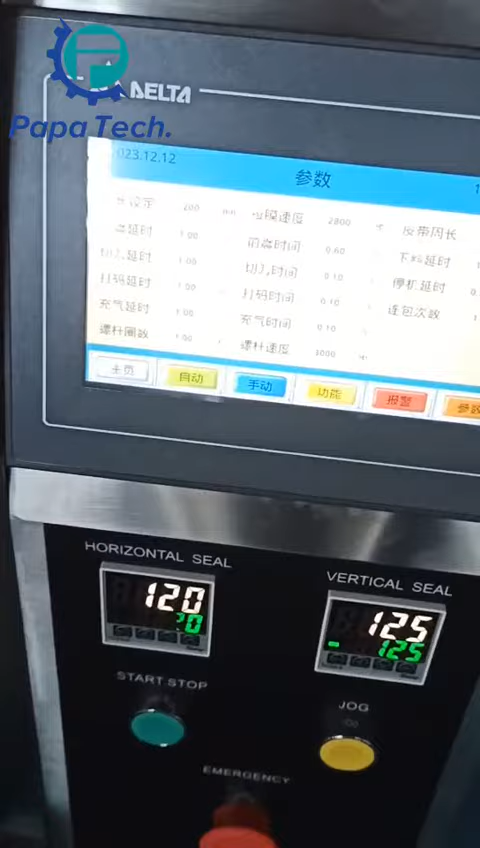 Papa Tech.
DELTA
023.12.12
参数
设定 200 mm 拉膜速度 2800 皮带周长
延时 1.00 前离时间 0.60 下料延时
切刀延时 1.00 切刀时间 0.10 停机延时
打码延时 1.00 打码时间 0.10 连包次数
充气延时 1.00 充气时间 0.10
螺杆圈数 1.00 螺杆速度 3000
主页 自动 手动 功能 报警 参数
HORIZONTAL SEAL
VERTICAL SEAL
120
125
125
START.STOP
JOG
EMERGENCY